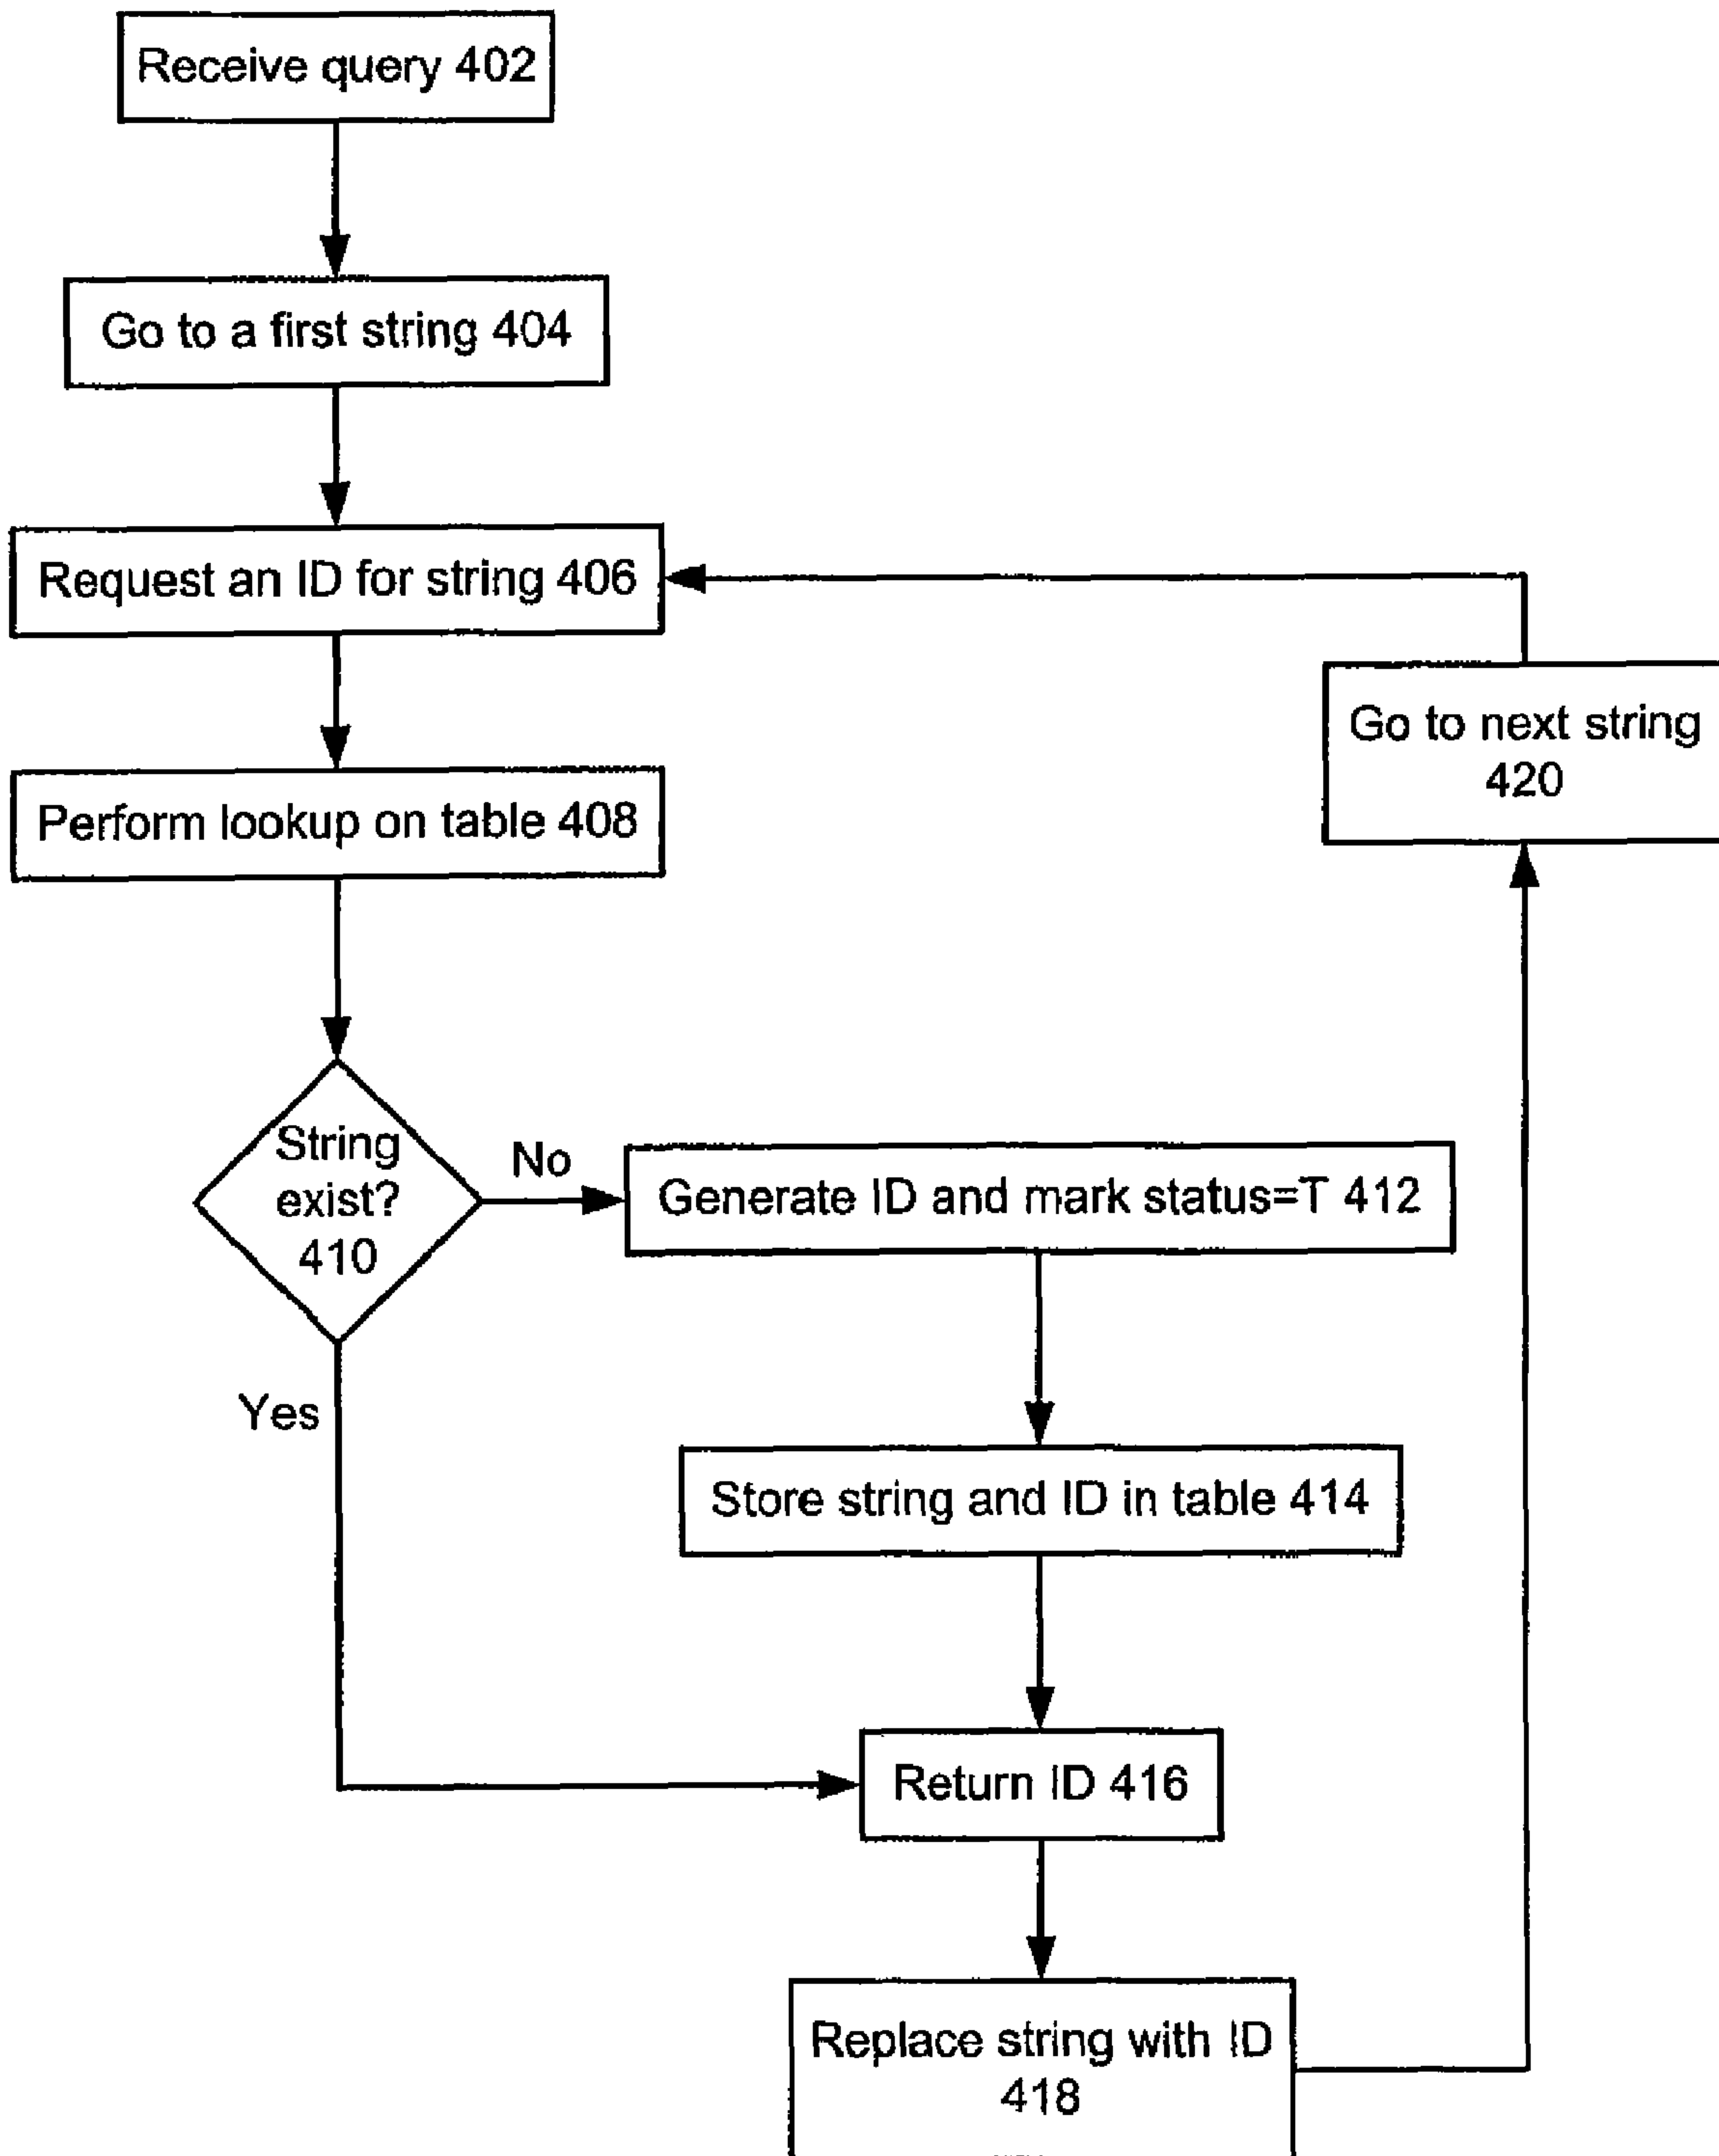 Receive query 402
Go to a first string 404
Request an ID for string 406
Go to next string
420
Perform lookup on table 408
String
exist?
410
No
Generate ID and mark status=T 412
Yes
Store string and ID in table 414
Return ID 416
Replace string with ID
418